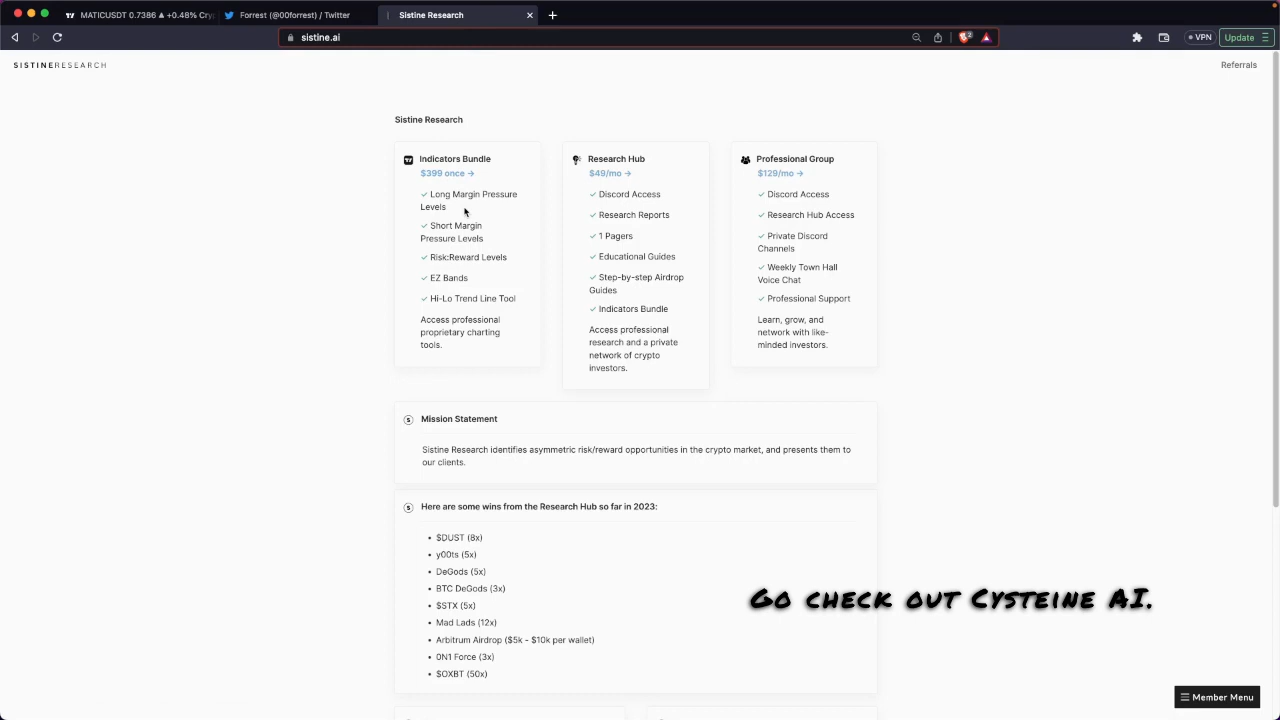 MATICUSDT 0.7386 ▲ +0.48% Cry
Forrest (@00forrest) / Twitter
Sistine Research
sistine.ai
2
VPN
Update
SISTINERESEARCH
Referrals
Sistine Research
Indicators Bundle
$399 once →
✓ Long Margin Pressure
Levels
✓ Short Margin
Pressure Levels
✓ Risk:Reward Levels
✓ EZ Bands
✓ Hi-Lo Trend Line Tool
Access professional
proprietary charting
tools.
Research Hub
$49/mo →
✓ Discord Access
✓ Research Reports
✓ 1 Pagers
✓ Educational Guides
✓ Step-by-step Airdrop
Guides
✓ Indicators Bundle
Access professional
research and a private
network of crypto
investors.
Professional Group
$129/mo →
✓ Discord Access
✓ Research Hub Access
✓ Private Discord
Channels
✓ Weekly Town Hall
Voice Chat
✓ Professional Support
Learn, grow, and
network with like-
minded investors.
Mission Statement
Sistine Research identifies asymmetric risk/reward opportunities in the crypto market, and presents them to
our clients.
Here are some wins from the Research Hub so far in 2023:
• $DUST (8x)
• y00ts (5x)
• DeGods (5x)
• BTC DeGods (3x)
• $STX (5x)
• Mad Lads (12x)
• Arbitrum Airdrop ($5k - $10k per wallet)
• 0N1 Force (3x)
• $OXBT (50x)
Go check out Cysteine AI.
Member Menu